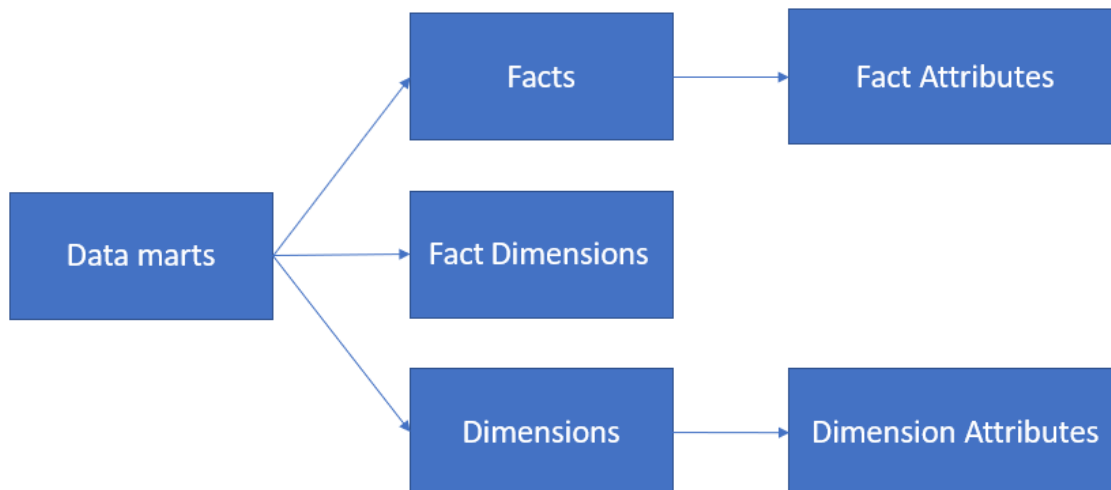 Facts
Fact Attributes
Data marts
Fact Dimensions
Dimensions
Dimension Attributes